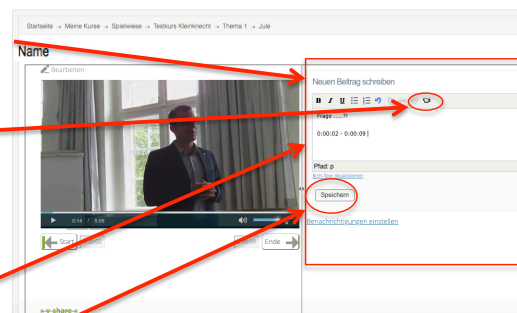 Startseite → Meine Kurse → Spielwiese → Testkurs Kleinknecht → Thema 1 → Jule
Name
Bearbeiten
0:14 / 5:06
Start
Ende
v-share
Neuen Beitrag schreiben
B I U
Frage :....??
0:00:02 - 0:00:09
Pfad: p
Speichern
Benachrichtigungen einstellen